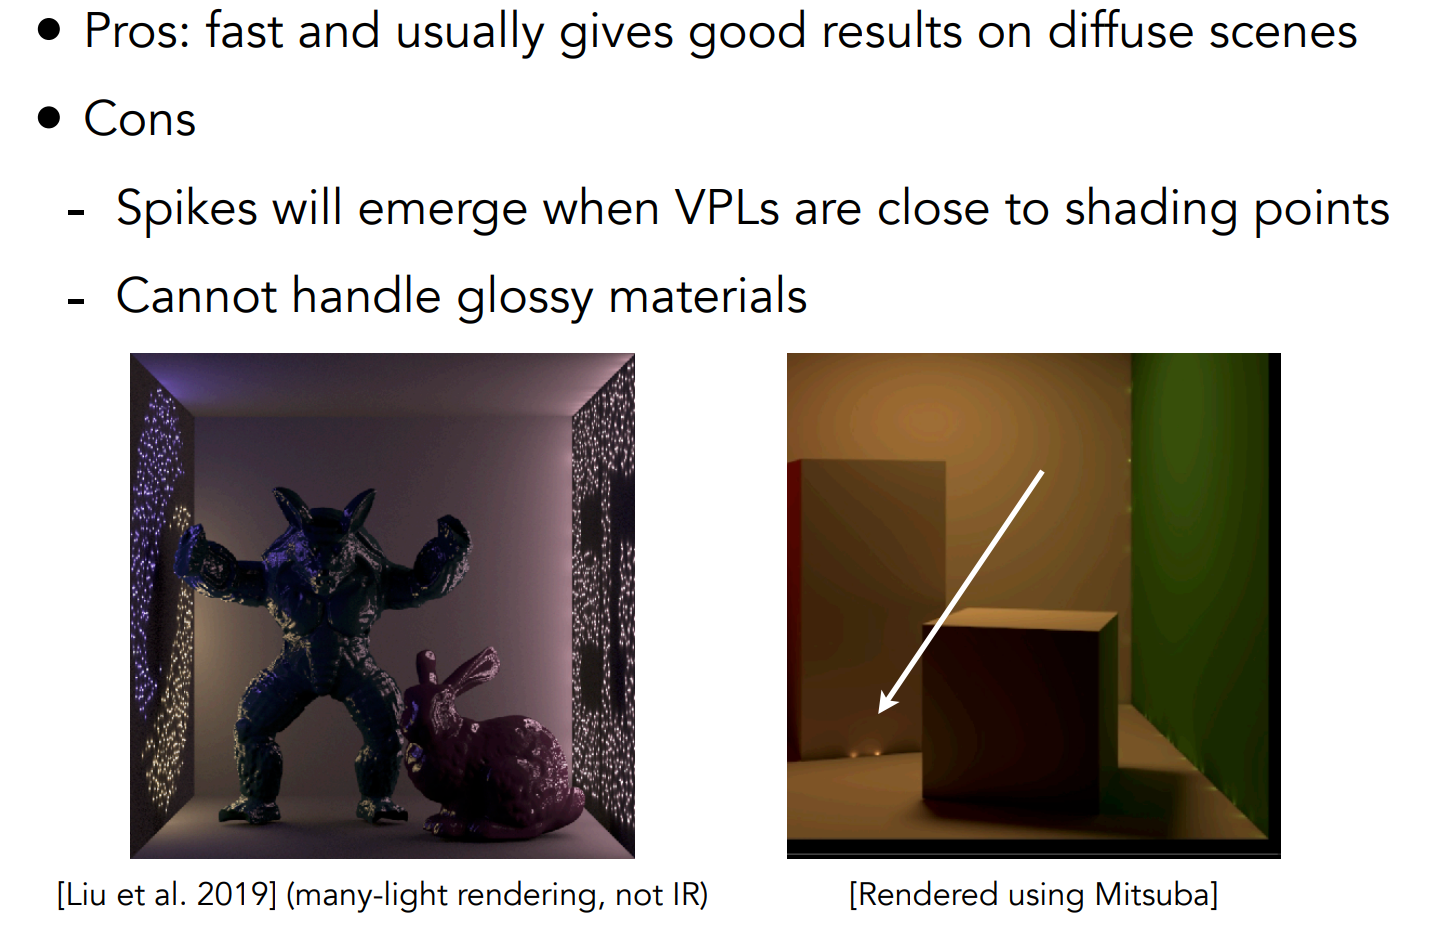 ● Pros: fast and usually gives good results on diffuse scenes
● Cons
- Spikes will emerge when VPLs are close to shading points
- Cannot handle glossy materials
[Liu et al. 2019] (many-light rendering, not IR)
[Rendered using Mitsuba]